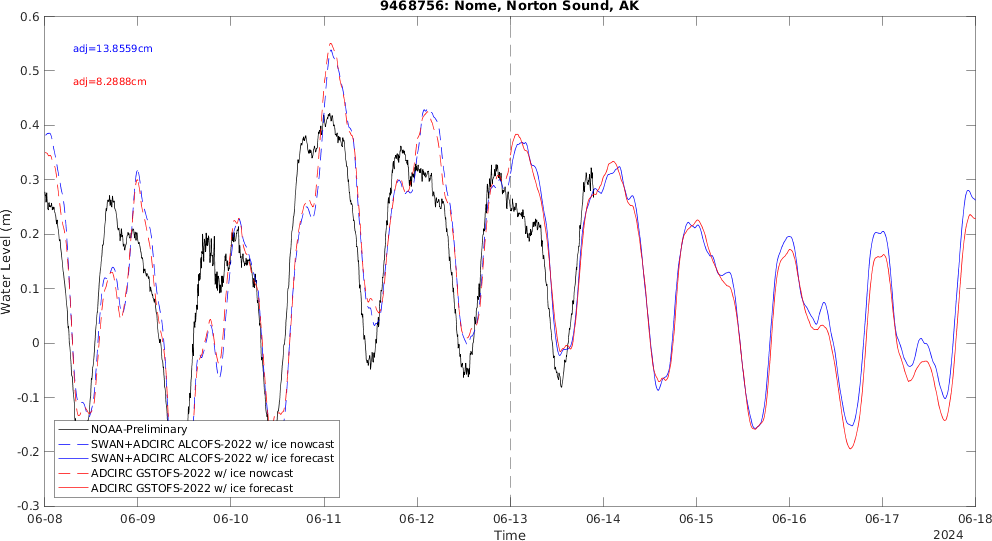 9468756: Nome, Norton Sound, AK
adj=13.8559cm
adj=8.2888cm
Water Level (m)
0.6
0.5
0.4
0.3
0.2
0.1
0
-0.1
-0.2
-0.3
NOAA-Preliminary
SWAN+ADCIRC ALCOFS-2022 w/ ice nowcast
SWAN+ADCIRC ALCOFS-2022 w/ ice forecast
ADCIRC GSTOFS-2022 w/ ice nowcast
ADCIRC GSTOFS-2022 w/ ice forecast
06-08 06-09 06-10 06-11 06-12 06-13 06-14 06-15 06-16 06-17 06-18
Time
2024